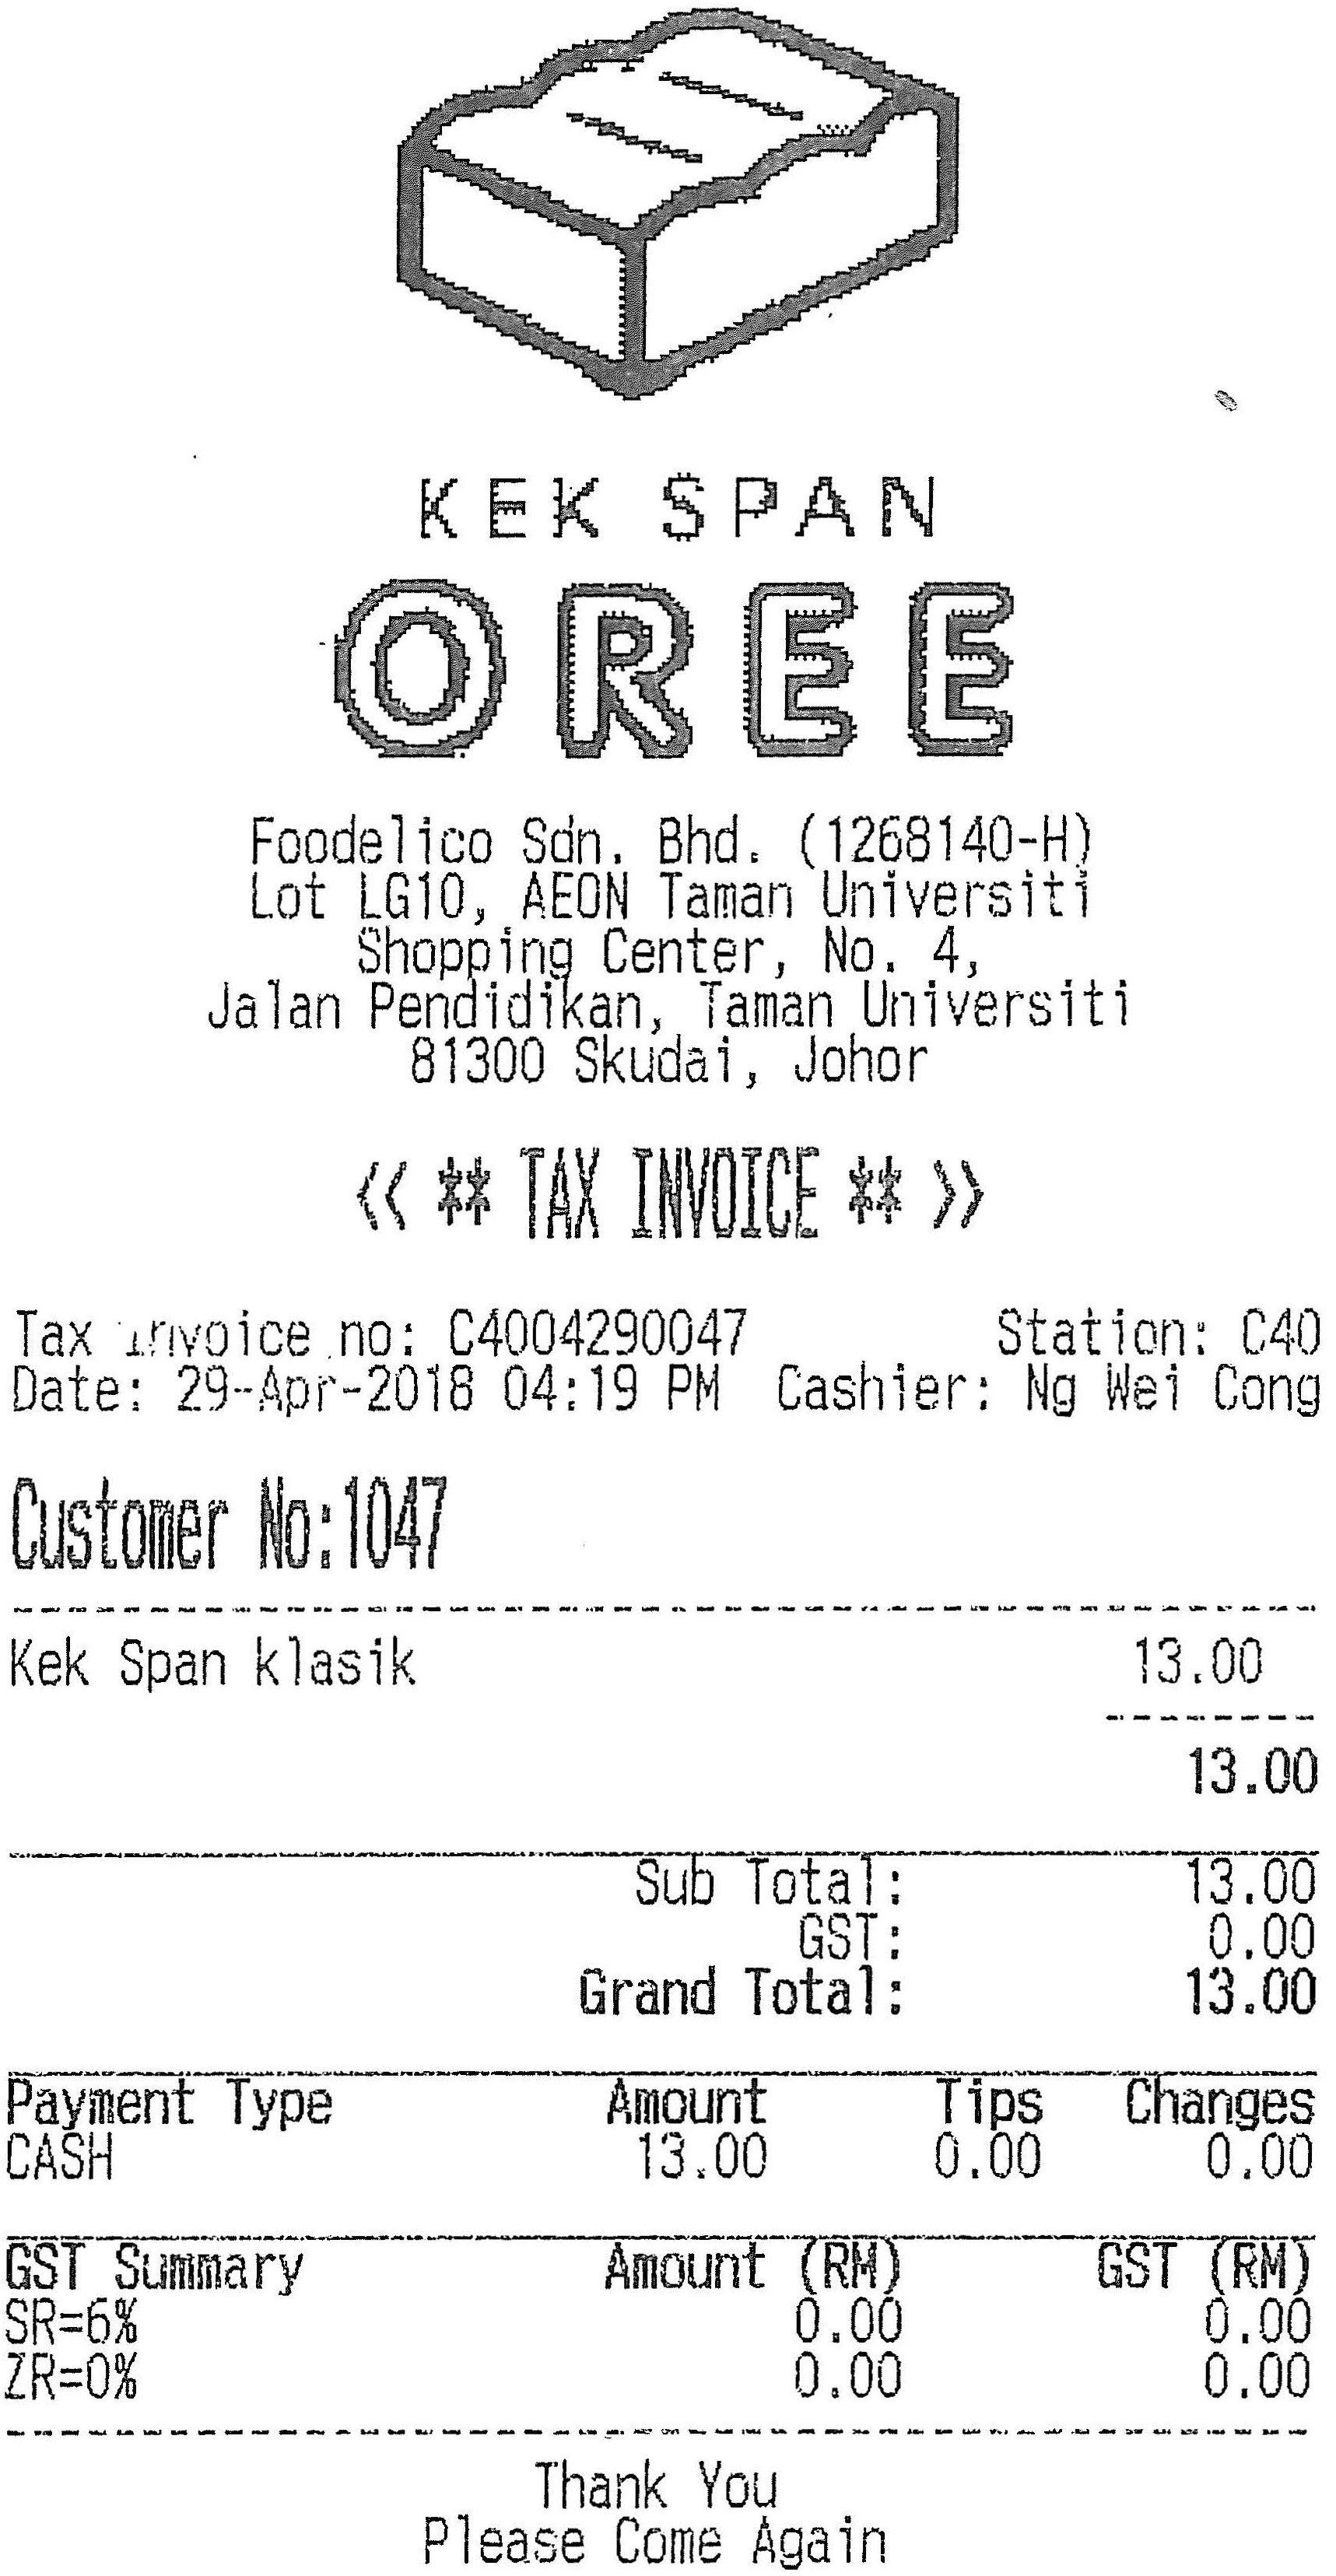 KEK SPAN
OREE
Foodelico Sdn. Bhd. (1268140-H)
Lot LG10, AEON Taman Universiti
Shopping Center, No. 4,
Jalan Pendidikan, Taman Universiti
81300 Skudai, Johor
<< ** TAX INVOICE ** >>
Tax invoice no: C4004290047 Station: C40
Date: 29-Apr-2018 04:19 PM Cashier: Ng Wei Cong
Customer No:1047
Kek Span klasik 13.00
13.00
Sub Total: 13.00
GST: 0.00
Grand Total: 13.00
Payment Type Amount Tips Changes
CASH 13.00 0.00 0.00
GST Summary Amount (RM) GST (RM)
SR=6% 0.00 0.00
ZR=0% 0.00 0.00
Thank You
Please Come Again